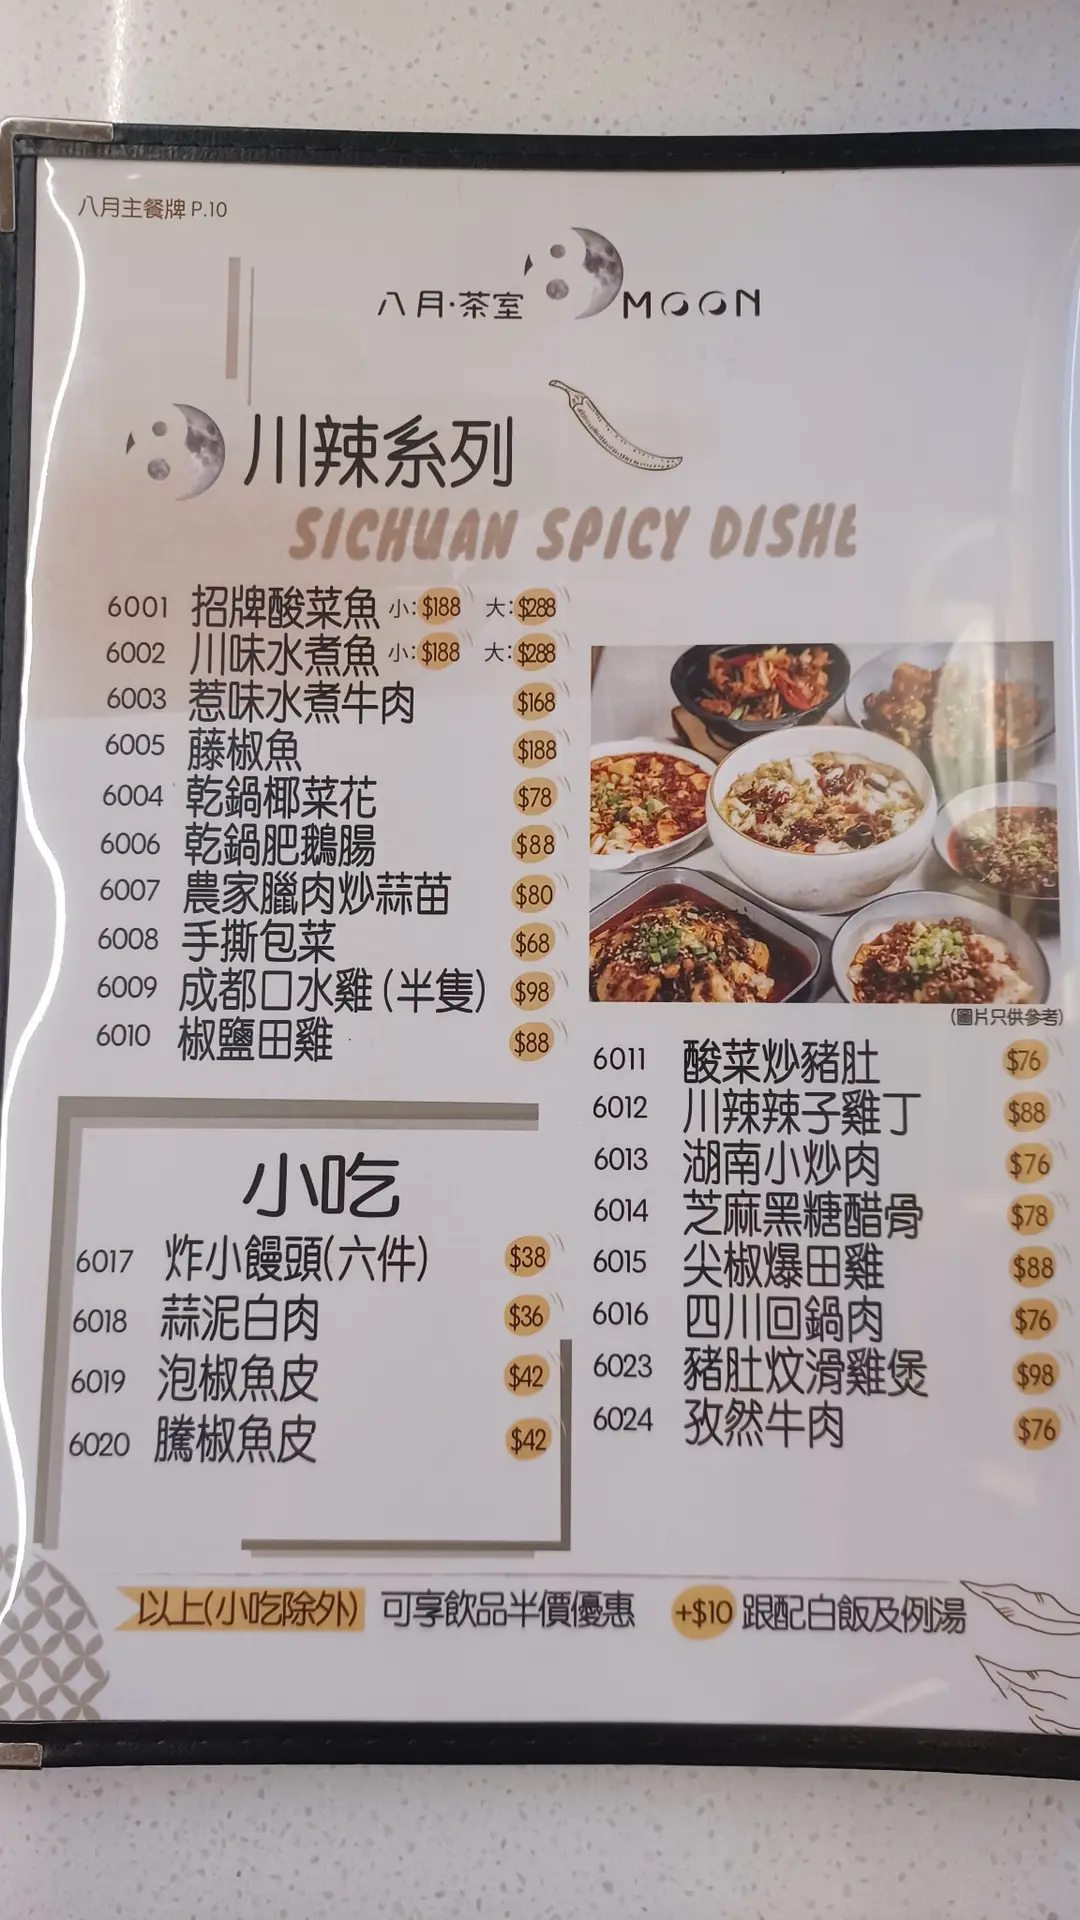 八月主餐牌 P.10
八月·茶室 MOON
川辣系列
SICHUAN SPICY DISHE
6001 招牌酸菜魚 小:$188 大:$288
6002 川味水煮魚 小:$188 大:$288
6003 惹味水煮牛肉 $168
6005 藤椒魚 $188
6004 乾鍋椰菜花 $78
6006 乾鍋肥鵝腸 $88
6007 農家臘肉炒蒜苗 $80
6008 手撕包菜 $68
6009 成都口水雞(半隻) $98
6010 椒鹽田雞 $88
(圖片只供參考)
6011 酸菜炒豬肚 $76
6012 川辣辣子雞丁 $88
6013 湖南小炒肉 $76
6014 芝麻黑糖醋骨 $78
6015 尖椒爆田雞 $88
6016 四川回鍋肉 $76
6023 豬肚炆滑雞煲 $98
6024 孜然牛肉 $76
小吃
6017 炸小饅頭(六件) $38
6018 蒜泥白肉 $36
6019 泡椒魚皮 $42
6020 騰椒魚皮 $42
以上(小吃除外) 可享飲品半價優惠 +$10 跟配白飯及例湯